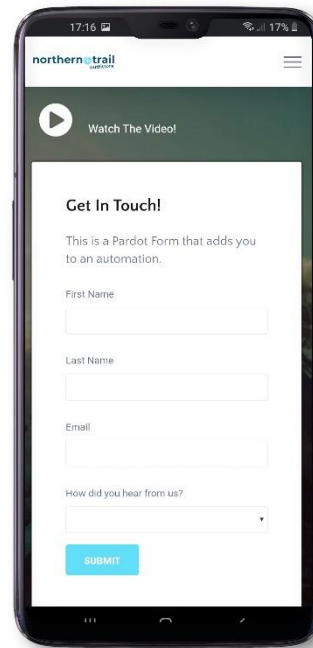 17:16 17%
northern trail
outfitters
Watch The Video!
Get In Touch!
This is a Pardot Form that adds you
to an automation.
First Name
Last Name
Email
How did you hear from us?
SUBMIT